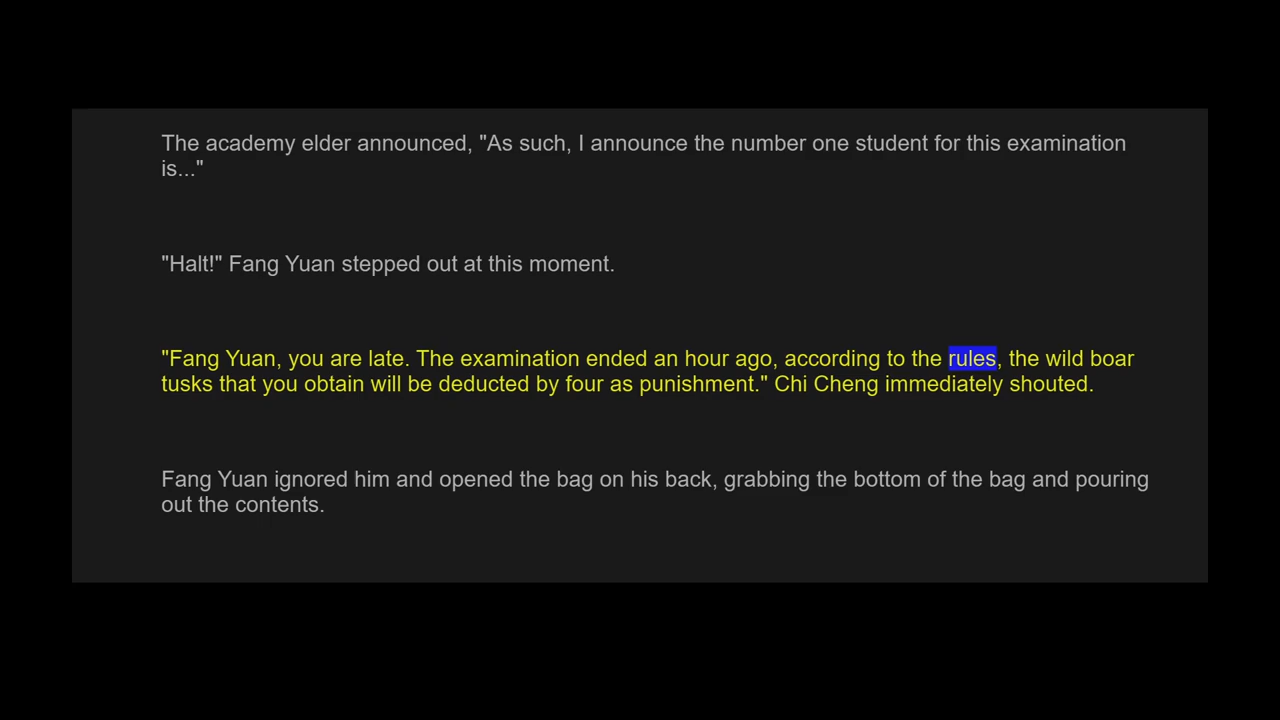 The academy elder announced, "As such, I announce the number one student for this examination
is..."
"Halt!" Fang Yuan stepped out at this moment.
"Fang Yuan, you are late. The examination ended an hour ago, according to the rules, the wild boar
tusks that you obtain will be deducted by four as punishment." Chi Cheng immediately shouted.
Fang Yuan ignored him and opened the bag on his back, grabbing the bottom of the bag and pouring
out the contents.